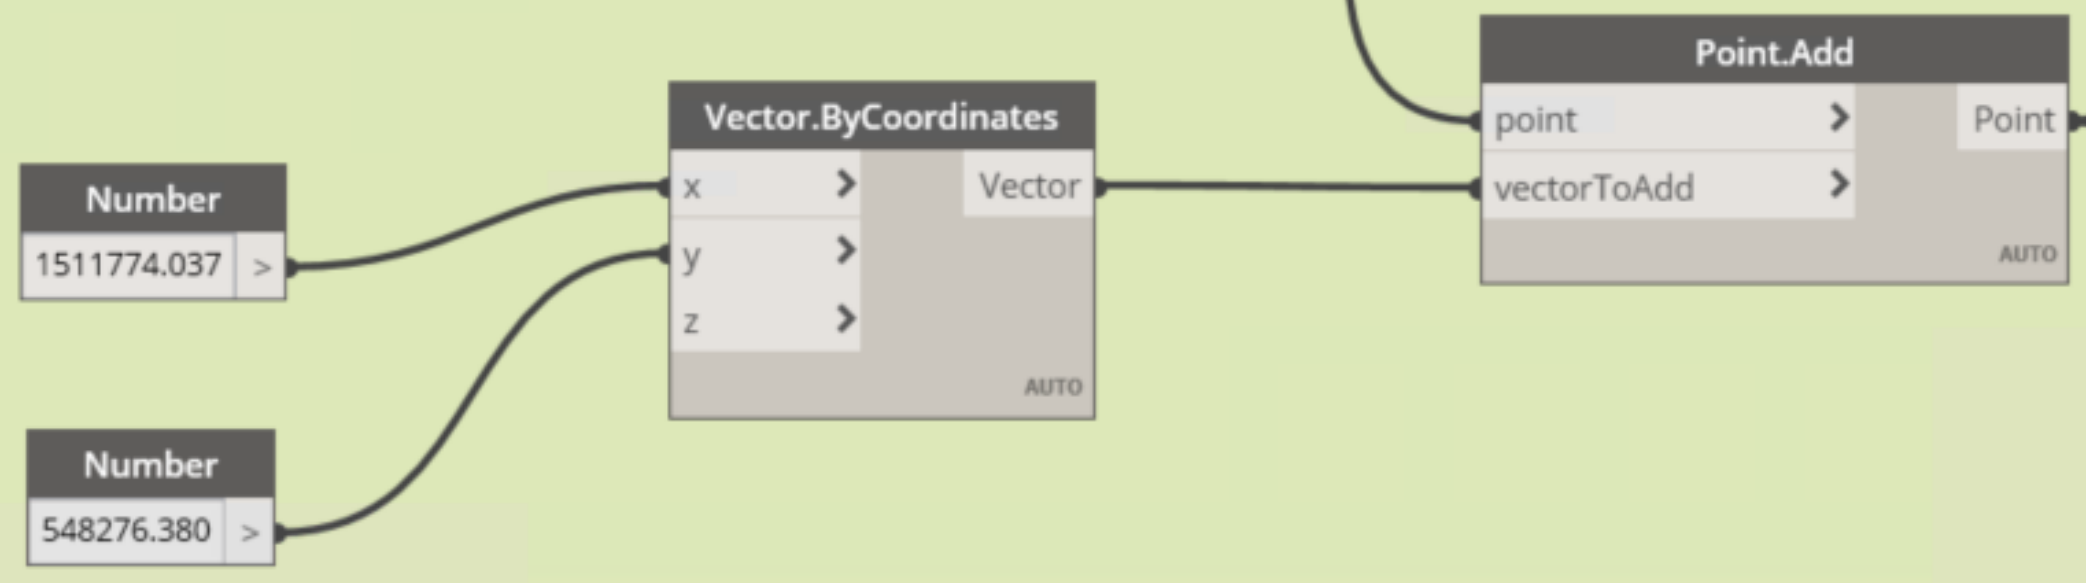 Number
1511774.037 >
Number
548276.380 >
Vector.ByCoordinates
x
Vector
y
z
AUTO
Point.Add
point
Point
vectorToAdd
AUTO